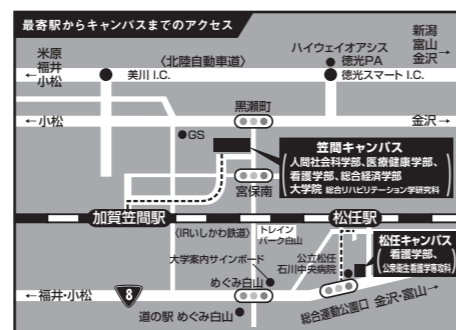 最寄駅からキャンパスまでのアクセス
新潟
富山
金沢
米原
福井
←小松
〈北陸自動車道〉
美川 I.C.
ハイウェイオアシス
徳光PA
徳光スマート I.C.
←小松
黒瀬町
金沢→
GS
笠間キャンパス
人間社会科学部、医療健康学部、
看護学部、総合経済学部
大学院 総合リハビリテーション学研究科
宮保南
加賀笠間駅
松任駅
〈IRいしかわ鉄道〉
トレイン
パーク白山
松任キャンパス
看護学部、
公衆衛生看護学専攻科
大学案内サインボード
公立松任
石川中央病院
めぐみ白山
←福井・小松
8
総合運動公園口
金沢・富山→
道の駅 めぐみ白山